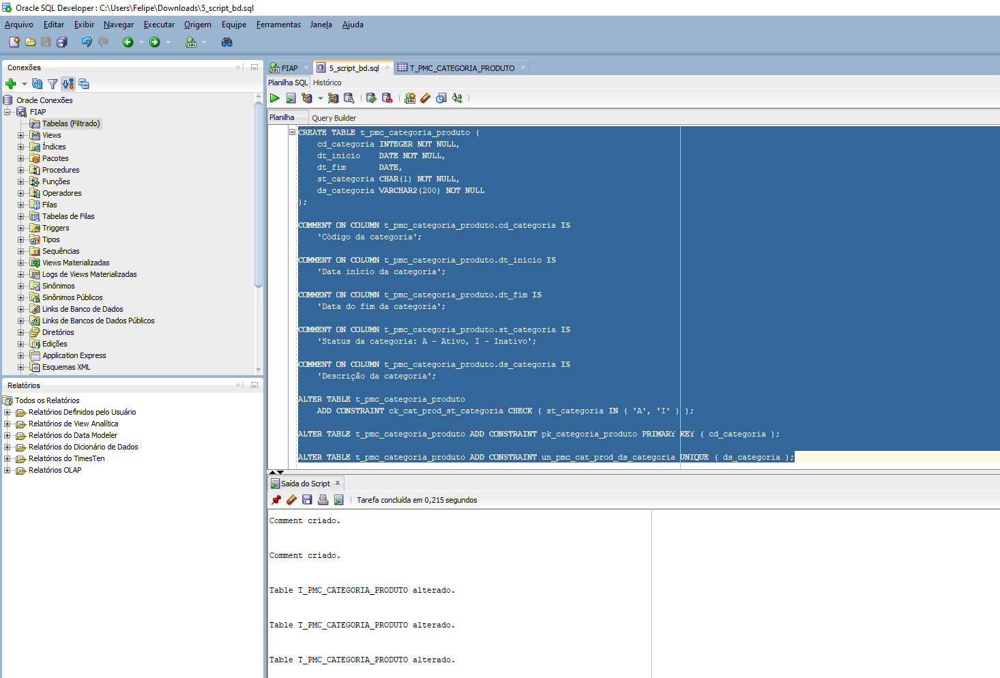 Oracle SQL Developer : C:\Users\Felipe\Downloads\5_script_bd.sql
Arquivo Editar Exibir Navegar Executar Origem Equipe Ferramentas Janela Ajuda
Conexões
Oracle Conexões
FIAP
Tabelas (Filtrado)
Views
Índices
Pacotes
Procedures
Funções
Operadores
Filas
Tabelas de Filas
Triggers
Tipos
Sequências
Views Materializadas
Logs de Views Materializadas
Sinônimos
Sinônimos Públicos
Links de Banco de Dados
Links de Bancos de Dados Públicos
Diretórios
Edições
Application Express
Esquemas XML
Relatórios
Todos os Relatórios
Relatórios Definidos pelo Usuário
Relatórios de View Analítica
Relatórios do Data Modeler
Relatórios do Dicionário de Dados
Relatórios do TimesTen
Relatórios OLAP
FIAP 5_script_bd.sql T_PMC_CATEGORIA_PRODUTO
Planilha SQL Histórico
Planilha Query Builder
CREATE TABLE t_pmc_categoria_produto (
cd_categoria INTEGER NOT NULL,
dt_inicio DATE NOT NULL,
dt_fim DATE,
st_categoria CHAR(1) NOT NULL,
ds_categoria VARCHAR2(200) NOT NULL
);
COMMENT ON COLUMN t_pmc_categoria_produto.cd_categoria IS
'Código da categoria';
COMMENT ON COLUMN t_pmc_categoria_produto.dt_inicio IS
'Data início da categoria';
COMMENT ON COLUMN t_pmc_categoria_produto.dt_fim IS
'Data do fim da categoria';
COMMENT ON COLUMN t_pmc_categoria_produto.st_categoria IS
'Status da categoria: A - Ativo, I - Inativo';
COMMENT ON COLUMN t_pmc_categoria_produto.ds_categoria IS
'Descrição da categoria';
ALTER TABLE t_pmc_categoria_produto
ADD CONSTRAINT ck_cat_prod_st_categoria CHECK ( st_categoria IN ( 'A', 'I' ) );
ALTER TABLE t_pmc_categoria_produto ADD CONSTRAINT pk_categoria_produto PRIMARY KEY ( cd_categoria );
ALTER TABLE t_pmc_categoria_produto ADD CONSTRAINT un_pmc_cat_prod_ds_categoria UNIQUE ( ds_categoria );
Saída do Script
Tarefa concluída em 0,215 segundos
Comment criado.
Comment criado.
Table T_PMC_CATEGORIA_PRODUTO alterado.
Table T_PMC_CATEGORIA_PRODUTO alterado.
Table T_PMC_CATEGORIA_PRODUTO alterado.